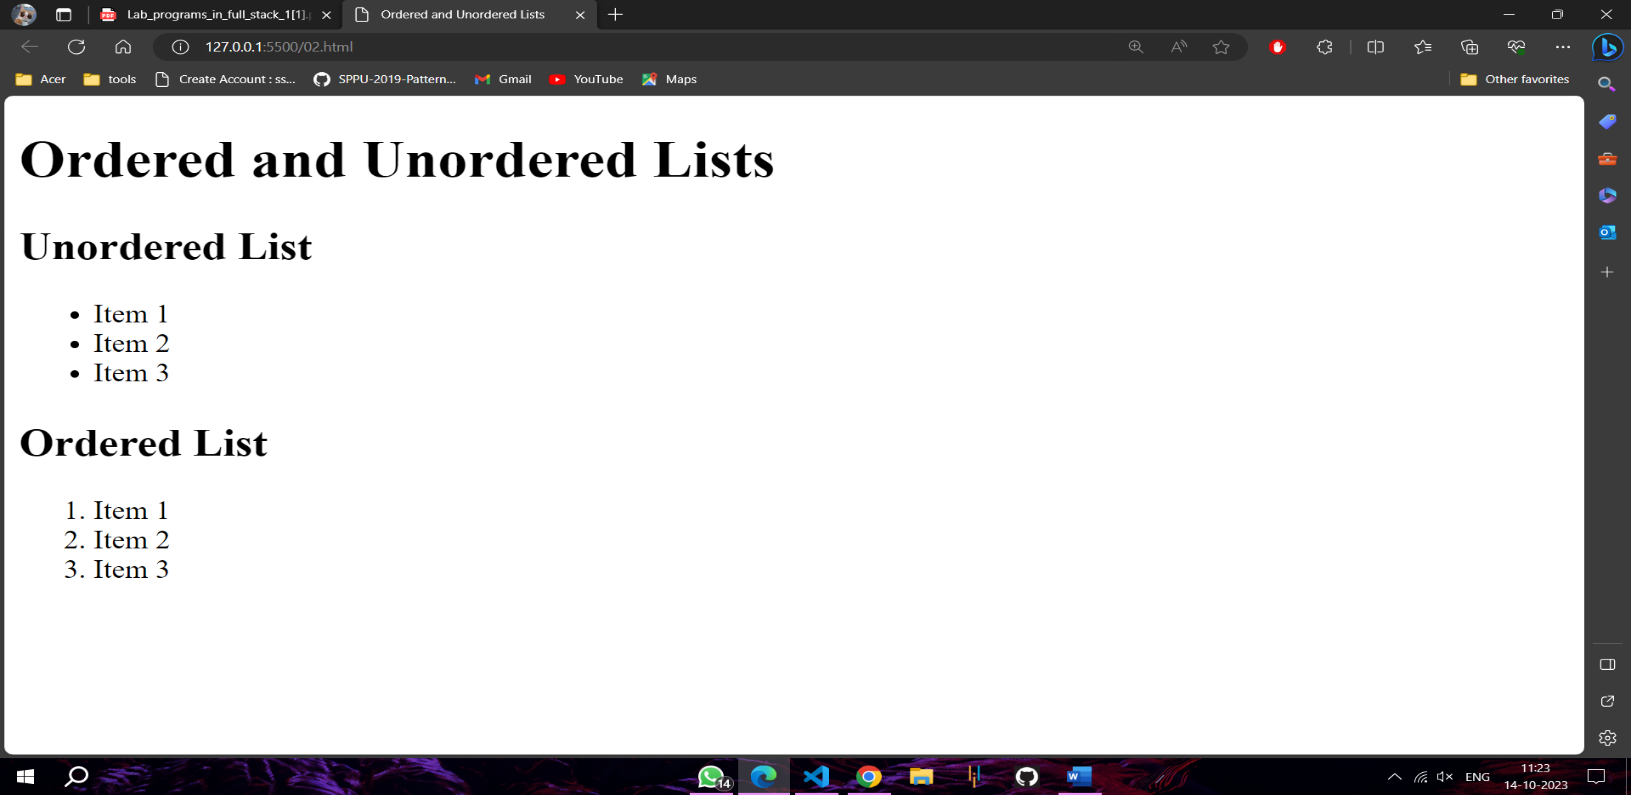 Lab_programs_in_full_stack_1[1].p
Ordered and Unordered Lists
127.0.0.1:5500/02.html
Acer
tools
Create Account : ss...
SPPU-2019-Pattern...
Gmail
YouTube
Maps
Other favorites
Ordered and Unordered Lists
Unordered List
• Item 1
• Item 2
• Item 3
Ordered List
1. Item 1
2. Item 2
3. Item 3
14
ENG
11:23
14-10-2023